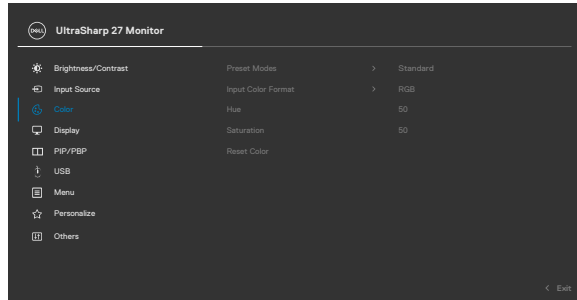 DELL UltraSharp 27 Monitor
Brightness/Contrast
Input Source
Color
Display
PIP/PBP
USB
Menu
Personalize
Others
Preset Modes > Standard
Input Color Format > RGB
Hue 50
Saturation 50
Reset Color
< Exit